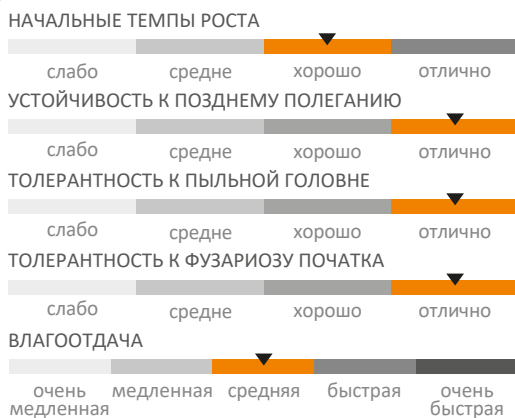 НАЧАЛЬНЫЕ ТЕМПЫ РОСТА
слабо средне хорошо отлично
УСТОЙЧИВОСТЬ К ПОЗДНЕМУ ПОЛЕГАНИЮ
слабо средне хорошо отлично
ТОЛЕРАНТНОСТЬ К ПЫЛЬНОЙ ГОЛОВНЕ
слабо средне хорошо отлично
ТОЛЕРАНТНОСТЬ К ФУЗАРИОЗУ ПОЧАТКА
слабо средне хорошо отлично
ВЛАГООТДАЧА
очень медленная средняя быстрая очень
медленная быстрая